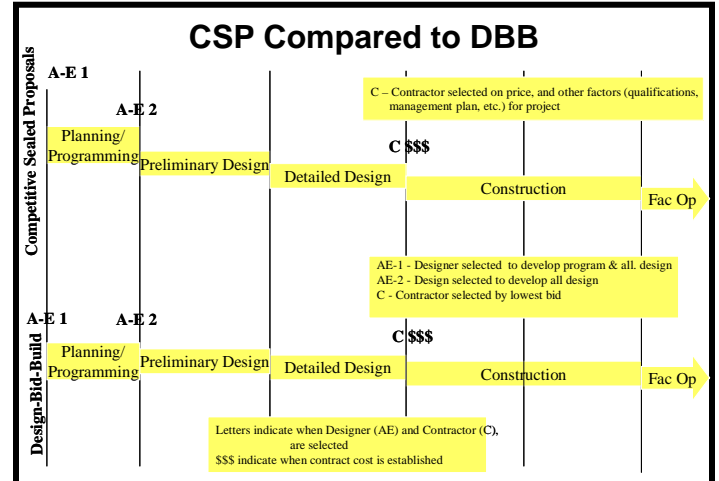 CSP Compared to DBB
Competitive Sealed Proposals
A-E 1
C – Contractor selected on price, and other factors (qualifications,
management plan, etc.) for project
A-E 2
Planning/
Programming
C $$$
Preliminary Design
Detailed Design
Construction
Fac Op
AE-1 - Designer selected to develop program & all. design
AE-2 - Design selected to develop all design
C - Contractor selected by lowest bid
Design-Bid-Build
A-E 1
A-E 2
C $$$
Planning/
Programming
Preliminary Design
Detailed Design
Construction
Fac Op
Letters indicate when Designer (AE) and Contractor (C),
are selected
$$$ indicate when contract cost is established